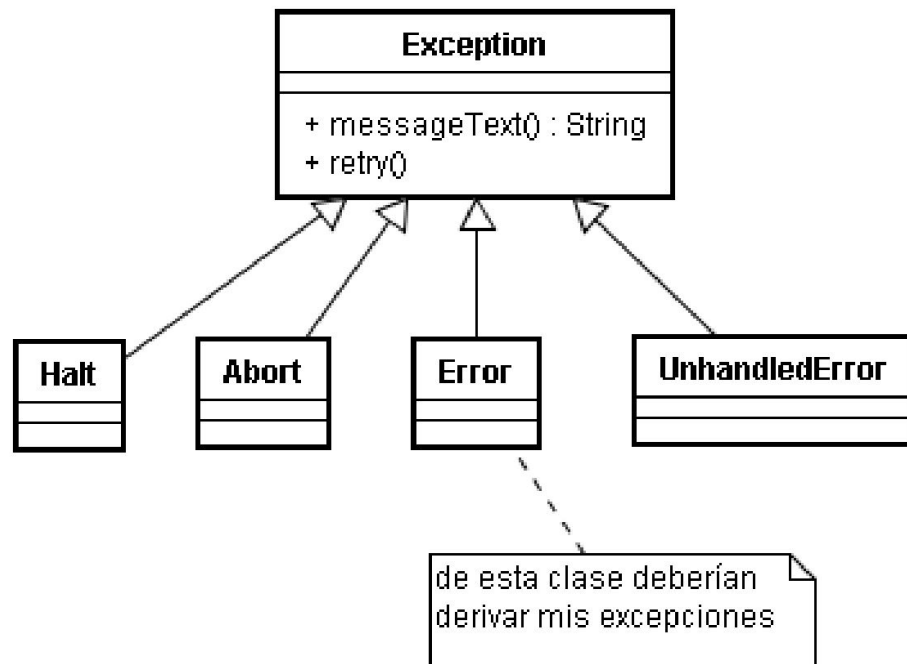 Exception
+ messageText() : String
+ retry()
Halt
Abort
Error
UnhandledError
de esta clase deberían
derivar mis excepciones